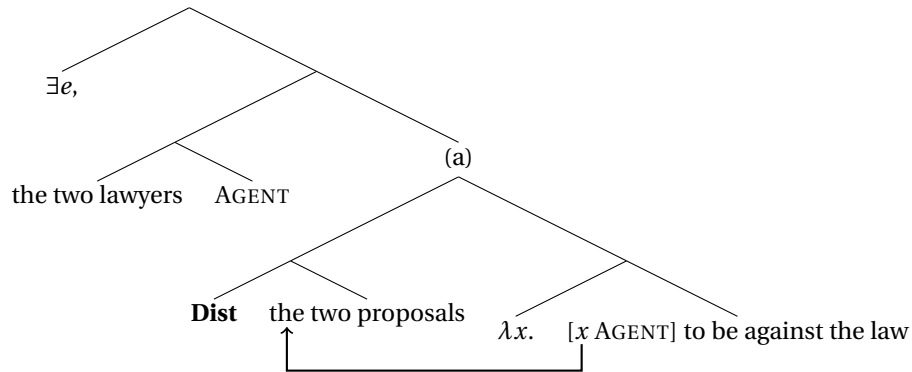 ∃e,
(a)
the two lawyers AGENT
Dist the two proposals λx. [x AGENT] to be against the law